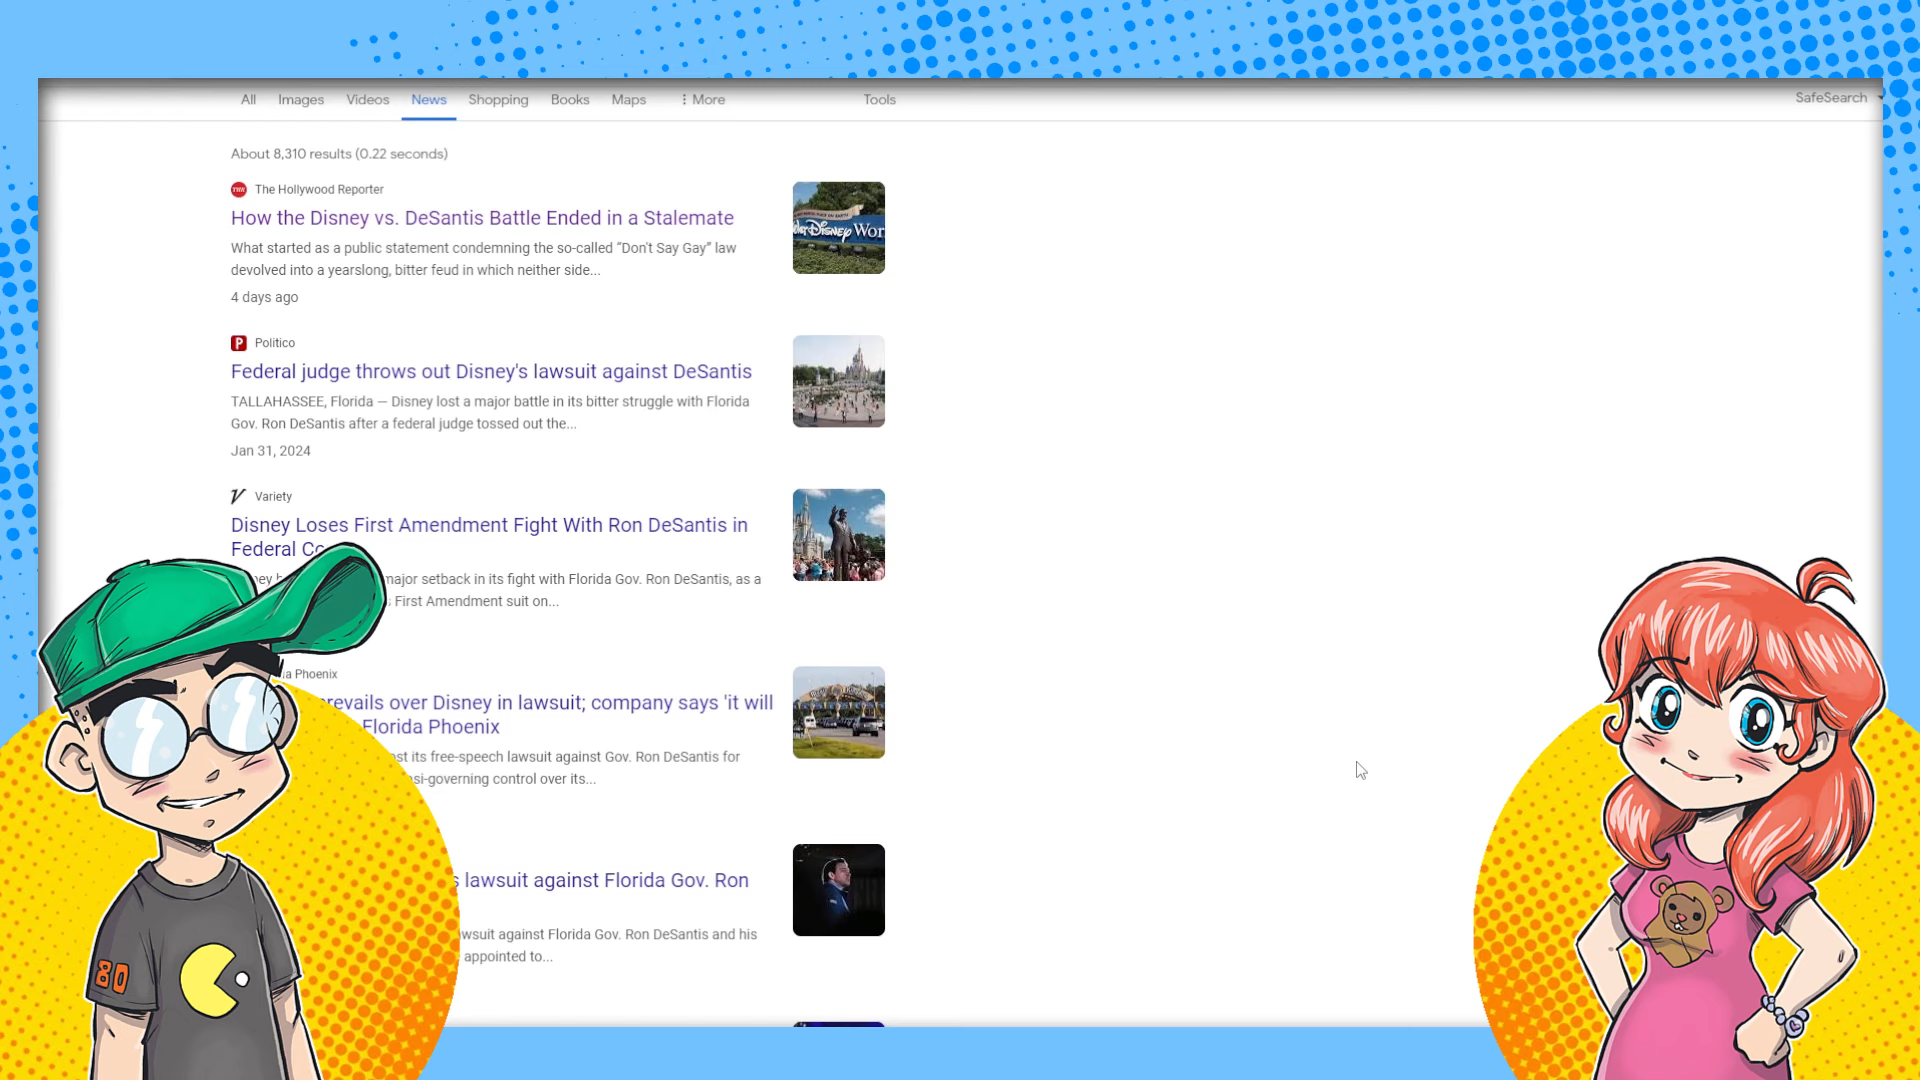 All Images Videos News Shopping Books Maps More Tools SafeSearch
About 8,310 results (0.22 seconds)
The Hollywood Reporter
How the Disney vs. DeSantis Battle Ended in a Stalemate
What started as a public statement condemning the so-called “Don't Say Gay” law
devolved into a yearslong, bitter feud in which neither side...
4 days ago
Politico
Federal judge throws out Disney's lawsuit against DeSantis
TALLAHASSEE, Florida — Disney lost a major battle in its bitter struggle with Florida
Gov. Ron DeSantis after a federal judge tossed out the...
Jan 31, 2024
Variety
Disney Loses First Amendment Fight With Ron DeSantis in
Federal
major setback in its fight with Florida Gov. Ron DeSantis, as a
First Amendment suit on...
Phoenix
over Disney in lawsuit; company says 'it will
Florida Phoenix
its free-speech lawsuit against Gov. Ron DeSantis for
control over its...
lawsuit against Florida Gov. Ron
against Florida Gov. Ron DeSantis and his
appointed to...
80